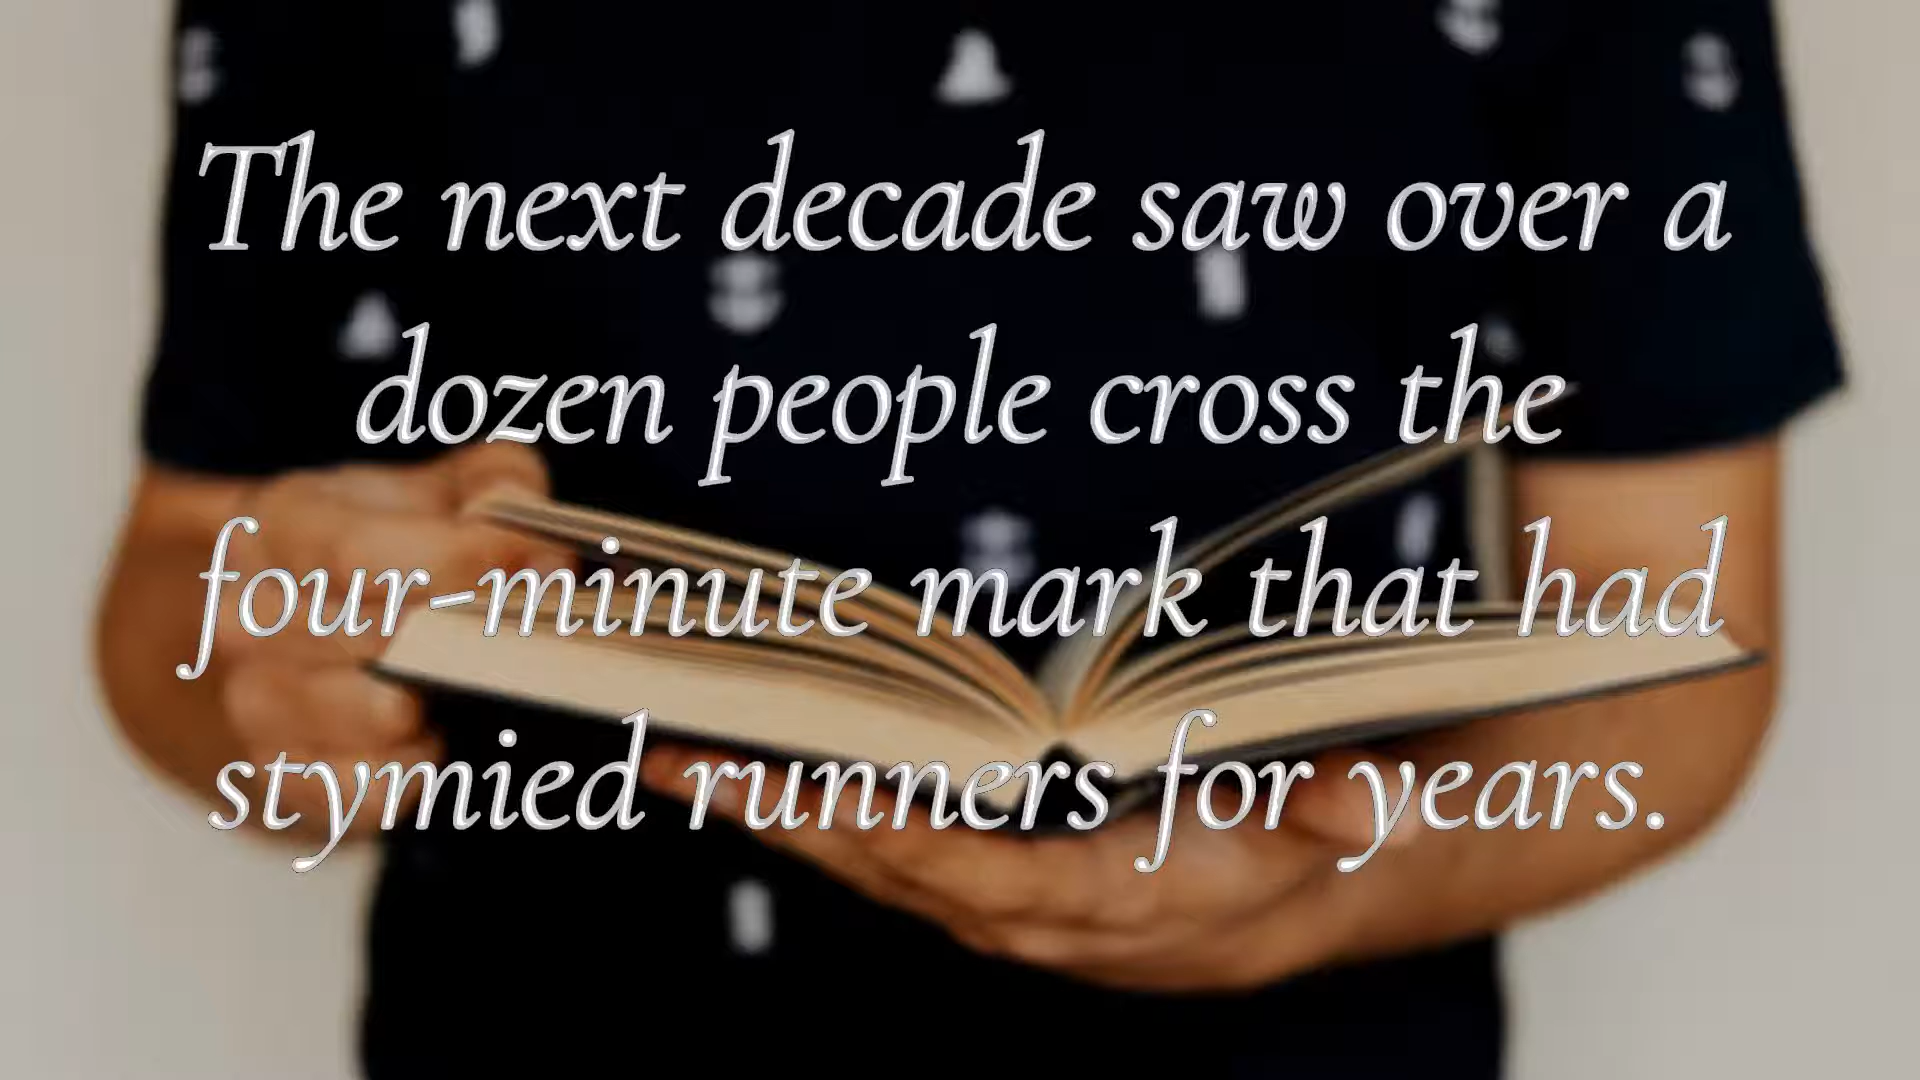 The next decade saw over a
dozen people cross the
four-minute mark that had
stymied runners for years.